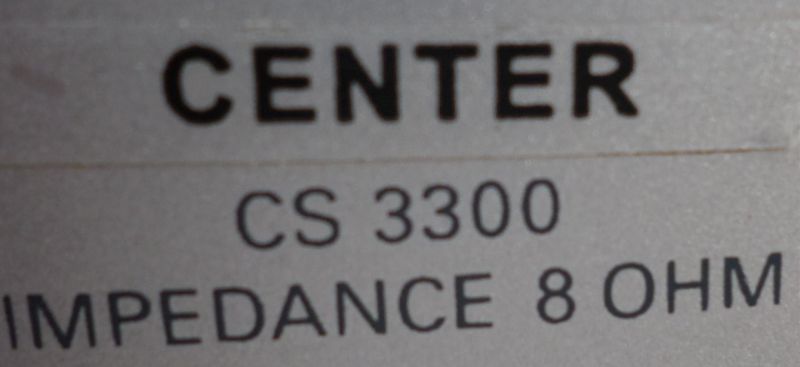 CENTER
CS 3300
IMPEDANCE 8 OHM